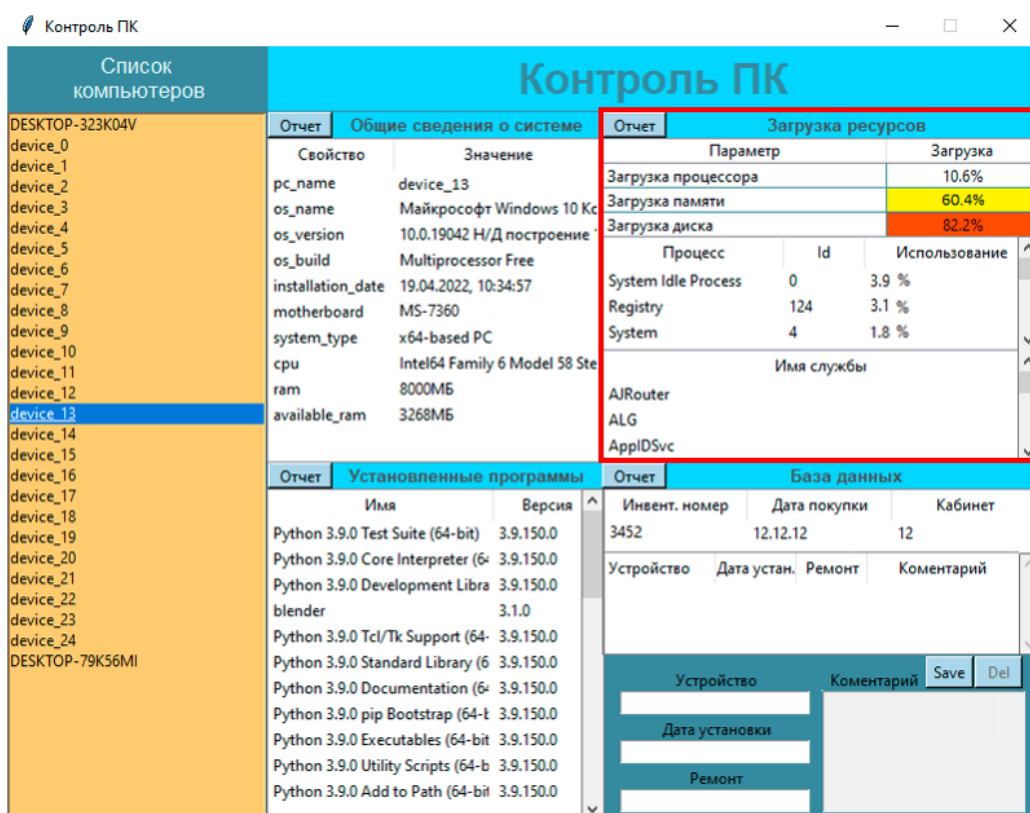 Контроль ПК
Список
компьютеров
Контроль ПК
DESKTOP-323K04V
device_0
device_1
device_2
device_3
device_4
device_5
device_6
device_7
device_8
device_9
device_10
device_11
device_12
device_13
device_14
device_15
device_16
device_17
device_18
device_19
device_20
device_21
device_22
device_23
device_24
DESKTOP-79K56MI
Отчет Общие сведения о системе
Свойство Значение
pc_name device_13
os_name Майкрософт Windows 10 Кс
os_version 10.0.19042 Н/Д построение
os_build Multiprocessor Free
installation_date 19.04.2022, 10:34:57
motherboard MS-7360
system_type x64-based PC
cpu Intel64 Family 6 Model 58 Ste
ram 8000МБ
available_ram 3268МБ
Отчет Загрузка ресурсов
Параметр Загрузка
Загрузка процессора 10.6%
Загрузка памяти 60.4%
Загрузка диска 82.2%
Процесс Id Использование
System Idle Process 0 3.9 %
Registry 124 3.1 %
System 4 1.8 %
Имя службы
AJRouter
ALG
AppIDSvc
Отчет Установленные программы
Имя Версия
Python 3.9.0 Test Suite (64-bit) 3.9.150.0
Python 3.9.0 Core Interpreter (64 3.9.150.0
Python 3.9.0 Development Libra 3.9.150.0
blender 3.1.0
Python 3.9.0 Tcl/Tk Support (64- 3.9.150.0
Python 3.9.0 Standard Library (6 3.9.150.0
Python 3.9.0 Documentation (64 3.9.150.0
Python 3.9.0 pip Bootstrap (64-b 3.9.150.0
Python 3.9.0 Executables (64-bit 3.9.150.0
Python 3.9.0 Utility Scripts (64-b 3.9.150.0
Python 3.9.0 Add to Path (64-bit 3.9.150.0
Отчет База данных
Инвент. номер Дата покупки Кабинет
3452 12.12.12 12
Устройство Дата устан. Ремонт Коментарий
Устройство Коментарий Save Del
Дата установки
Ремонт